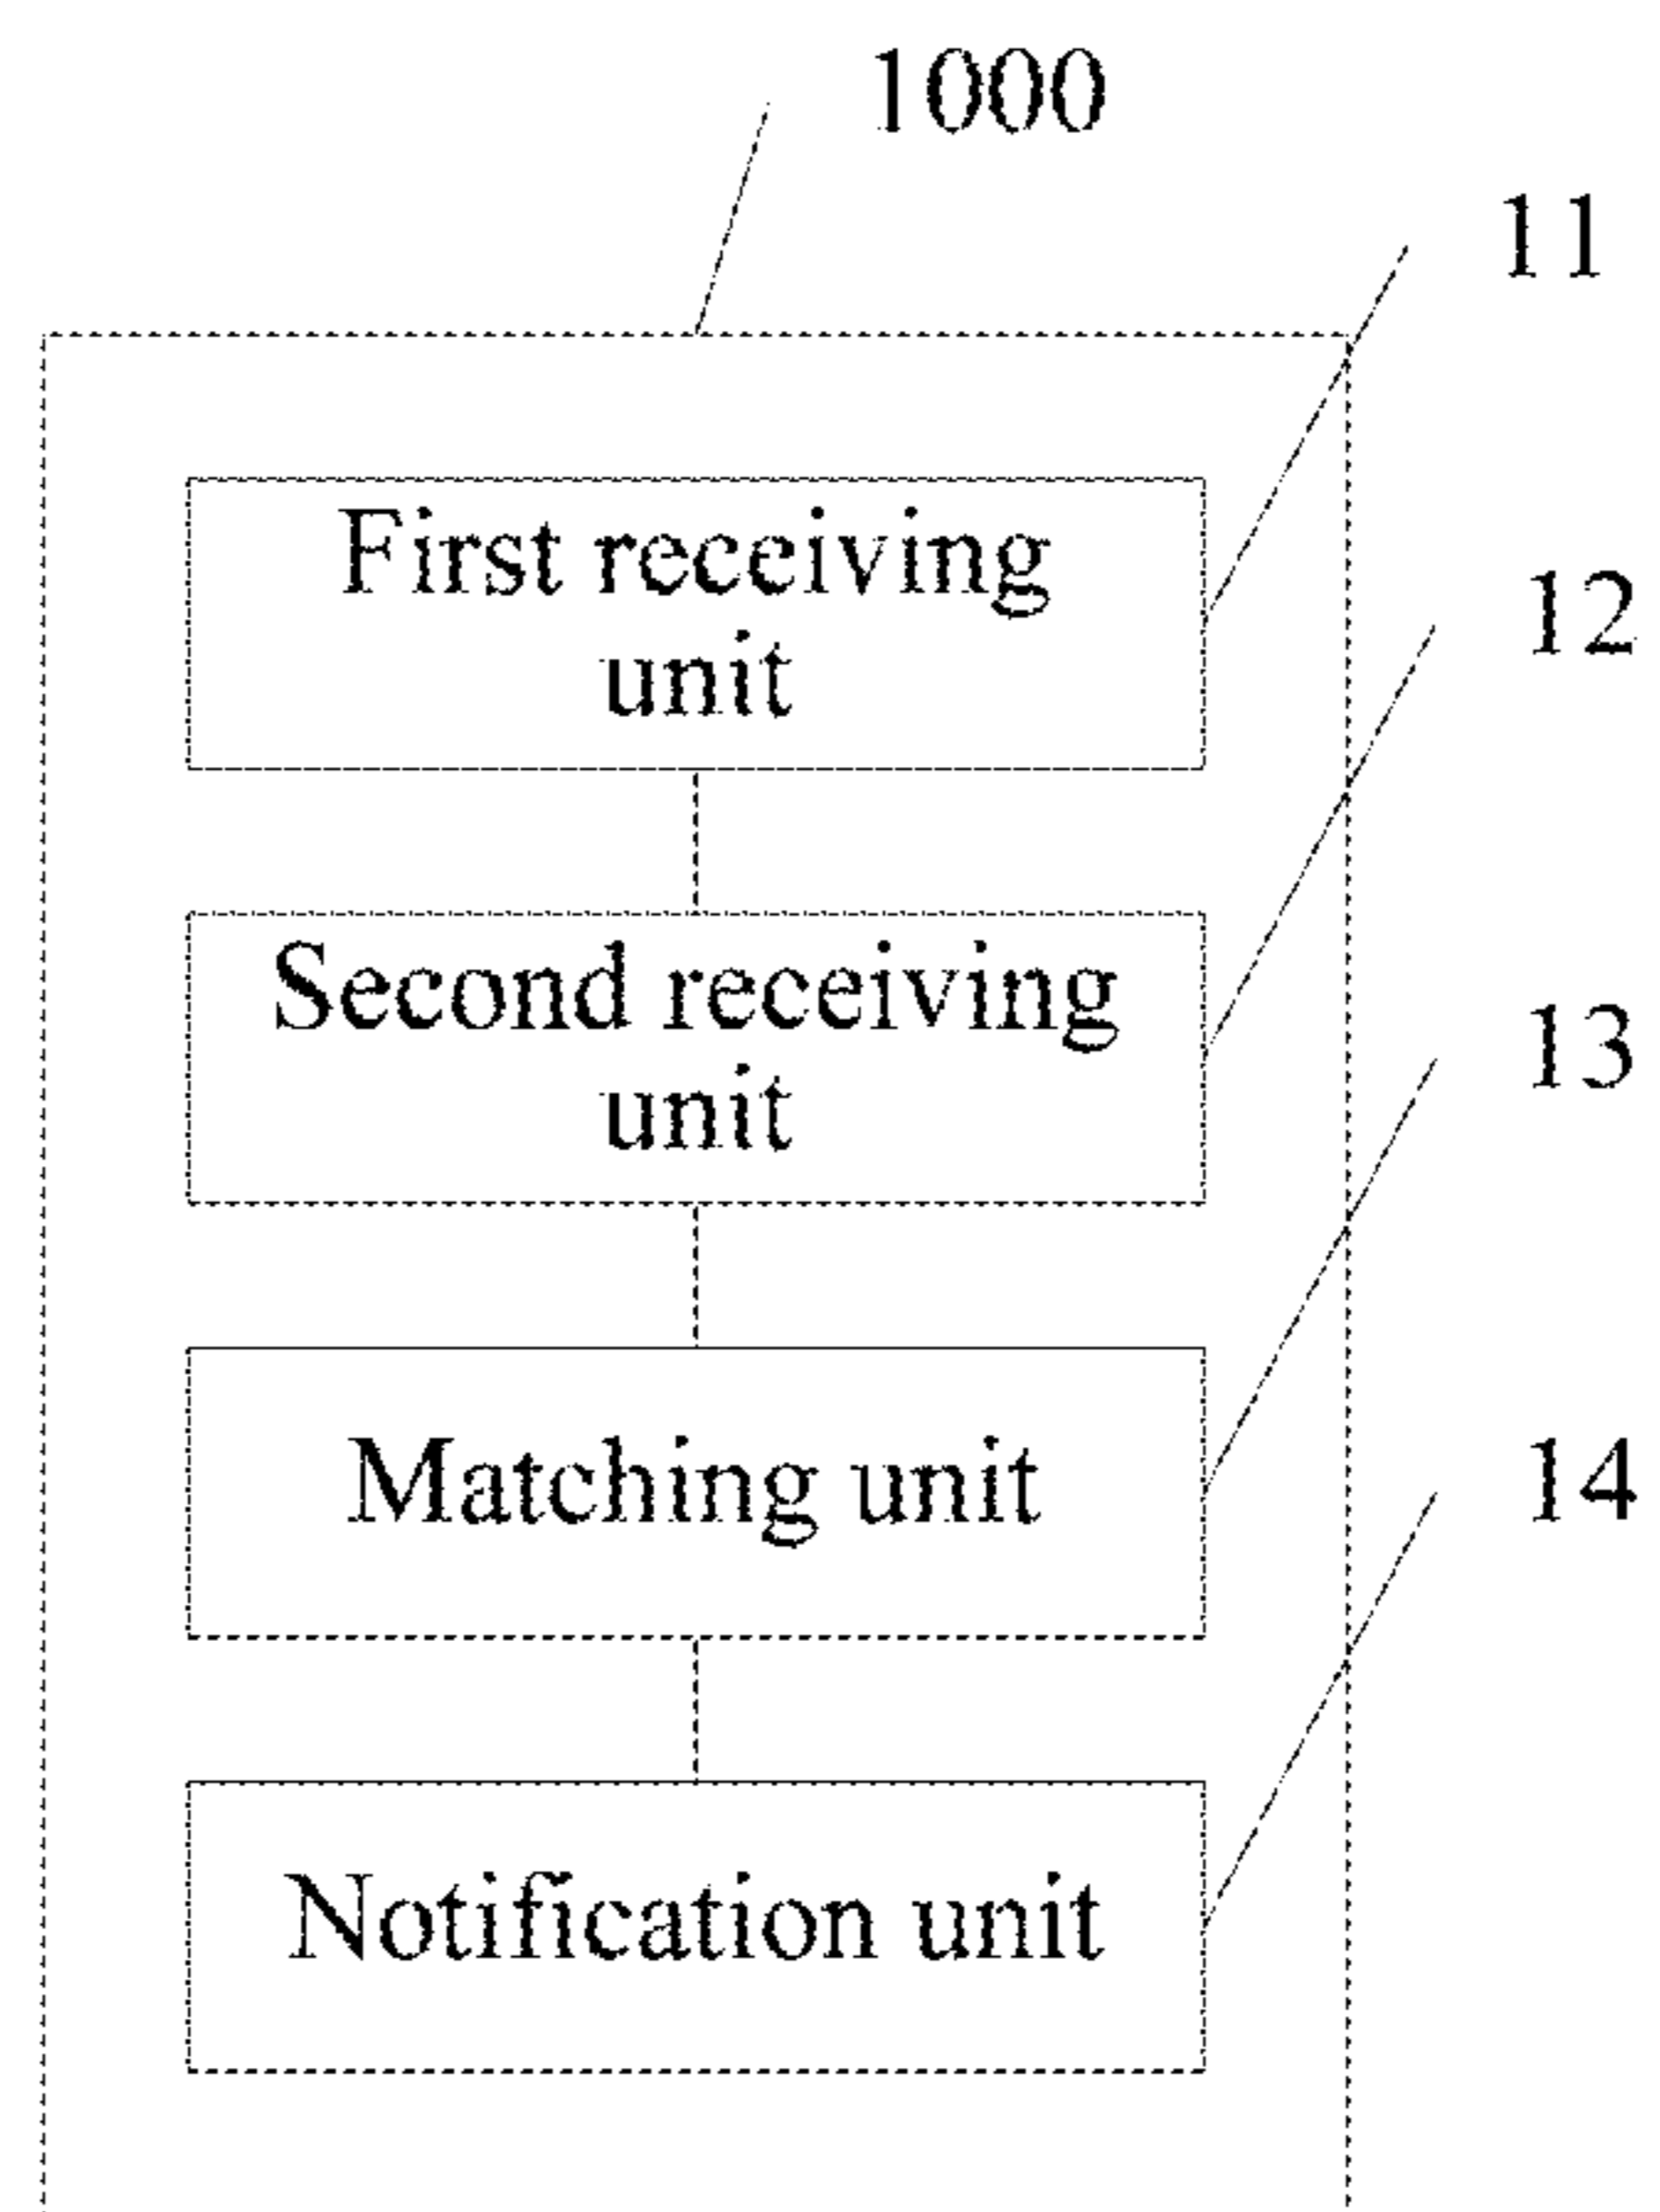 1000
11
First receiving
unit
12
Second receiving
unit
13
Matching unit
14
Notification unit